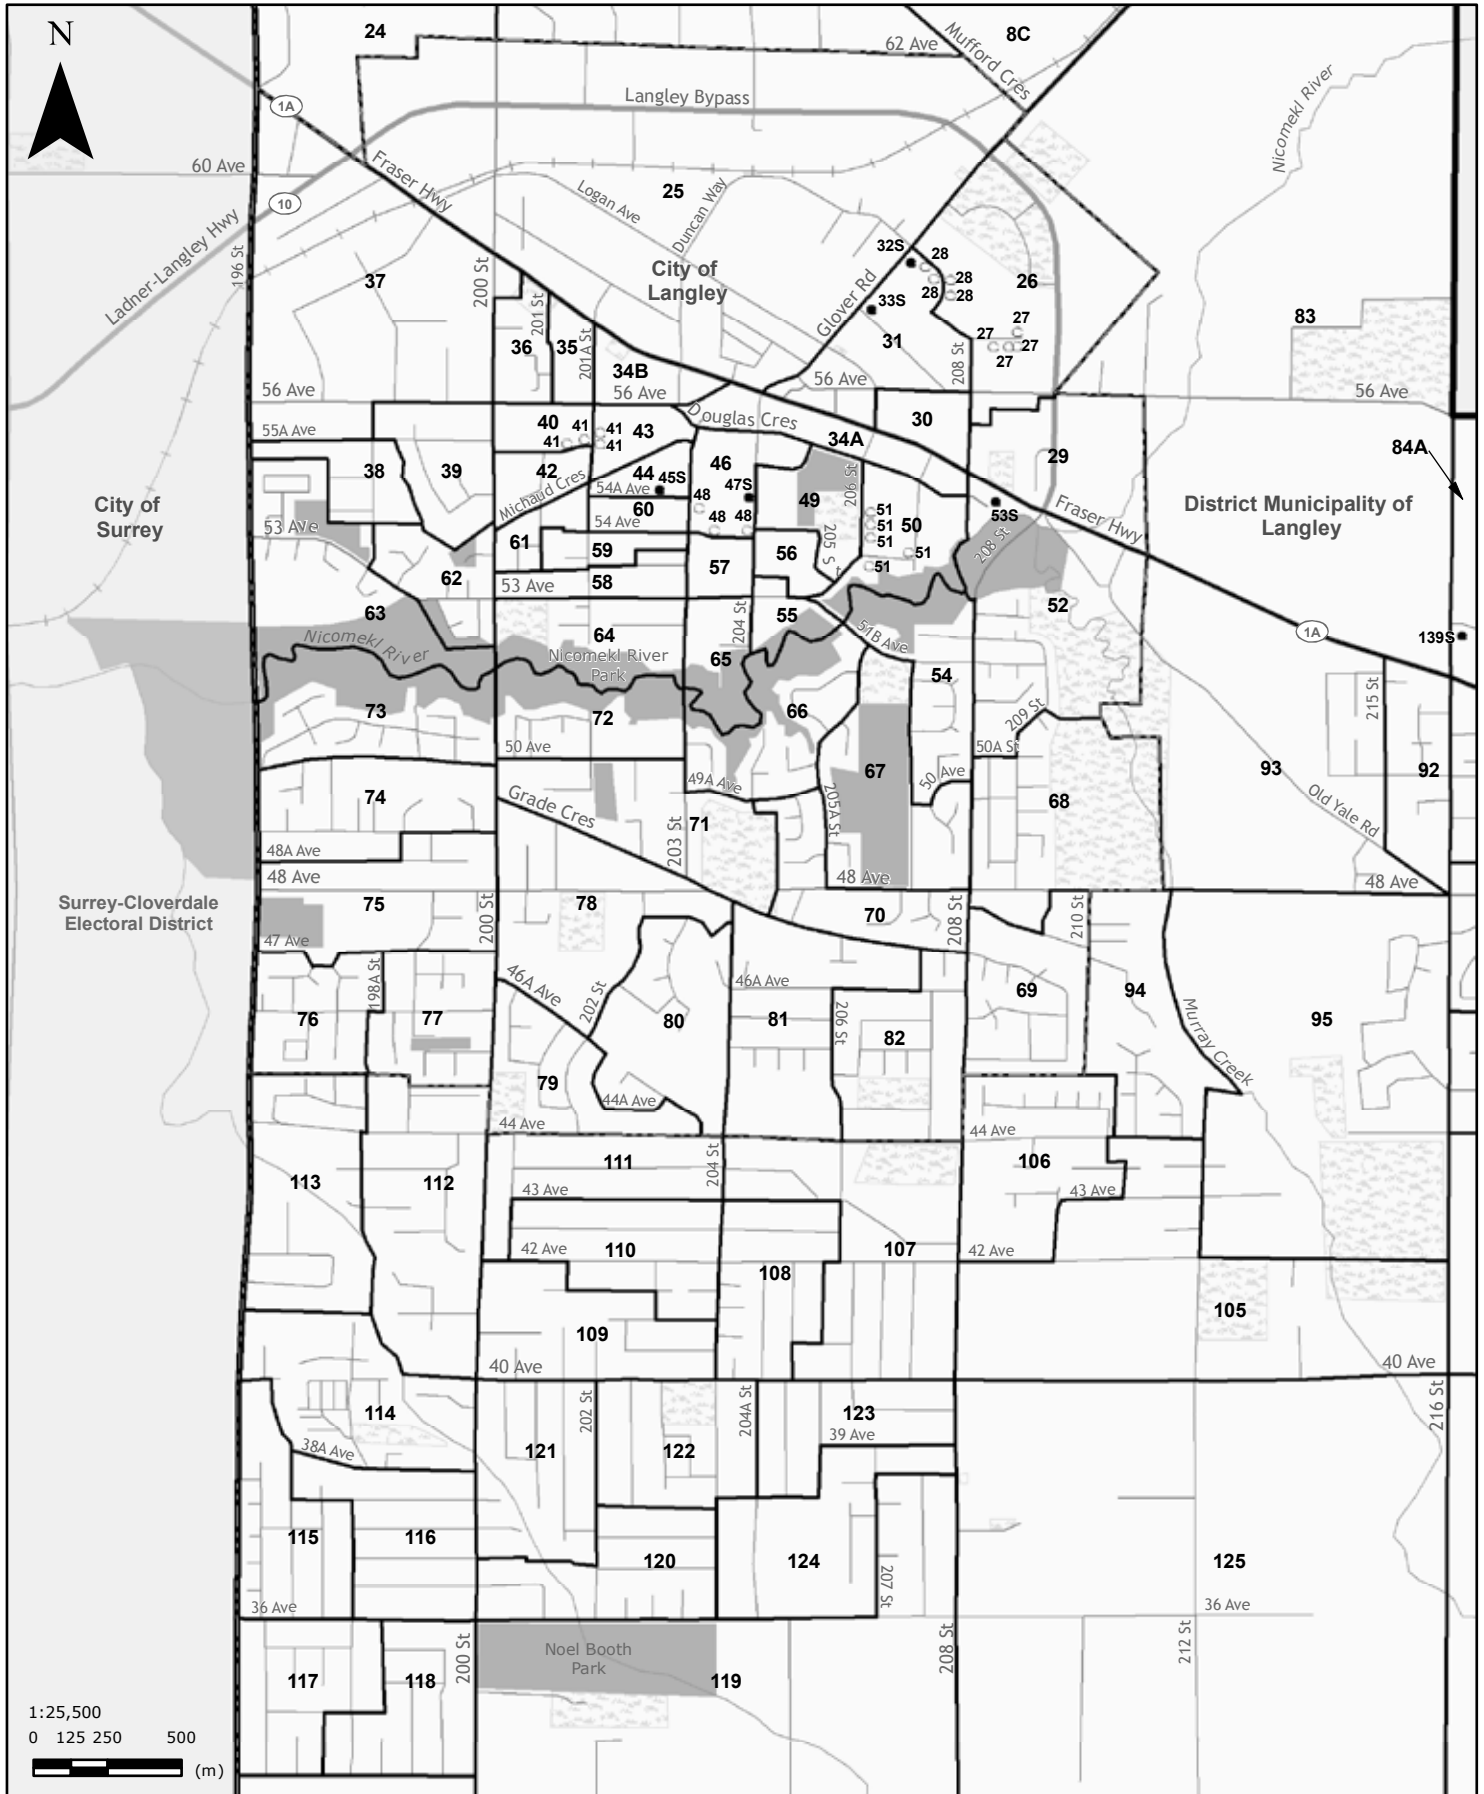 24
8C
N
62 Ave
Mufford Cres
1A
Langley Bypass
Nicomekl River
60 Ave
Fraser Hwy
25
Logan Ave
Duncan Way
10
Ladner-Langley Hwy
196 St
37
200 St
City of
Langley
32S
28
28
28
28
26
33S
Glover Rd
201 St
27
27
27
27
83
36
35
201A St
34B
31
208 St
56 Ave
56 Ave
56 Ave
56 Ave
Douglas Cres
40
41
41
41
41
43
30
34A
55A Ave
38
39
42
Michaud Cres
44
45S
54A Ave
46
47S
48
48
48
49
206 St
29
84A
City of
Surrey
53 Ave
60
54 Ave
61
59
57
56
205 St
51
51
51
51
51
50
53S
208 St
Fraser Hwy
District Municipality of
Langley
62
53 Ave
58
63
64
204 St
55
51B Ave
52
1A
139S
Nicomekl River
Nicomekl River
Park
65
54
73
72
66
209 St
215 St
50 Ave
50A St
49A Ave
67
50 Ave
93
92
74
Grade Cres
205A St
68
Old Yale Rd
71
203 St
48A Ave
48 Ave
48 Ave
48 Ave
Surrey-Cloverdale
Electoral District
75
200 St
78
70
208 St
210 St
47 Ave
198A St
46A Ave
202 St
46A Ave
69
94
76
77
80
81
206 St
82
Murray Creek
95
79
44A Ave
44 Ave
44 Ave
111
204 St
106
113
112
43 Ave
43 Ave
42 Ave
110
107
42 Ave
108
105
109
40 Ave
40 Ave
114
202 St
204A St
123
39 Ave
216 St
38A Ave
121
122
115
116
120
124
207 St
125
36 Ave
36 Ave
200 St
Noel Booth
Park
208 St
212 St
117
118
119
1:25,500
0 125 250 500
(m)